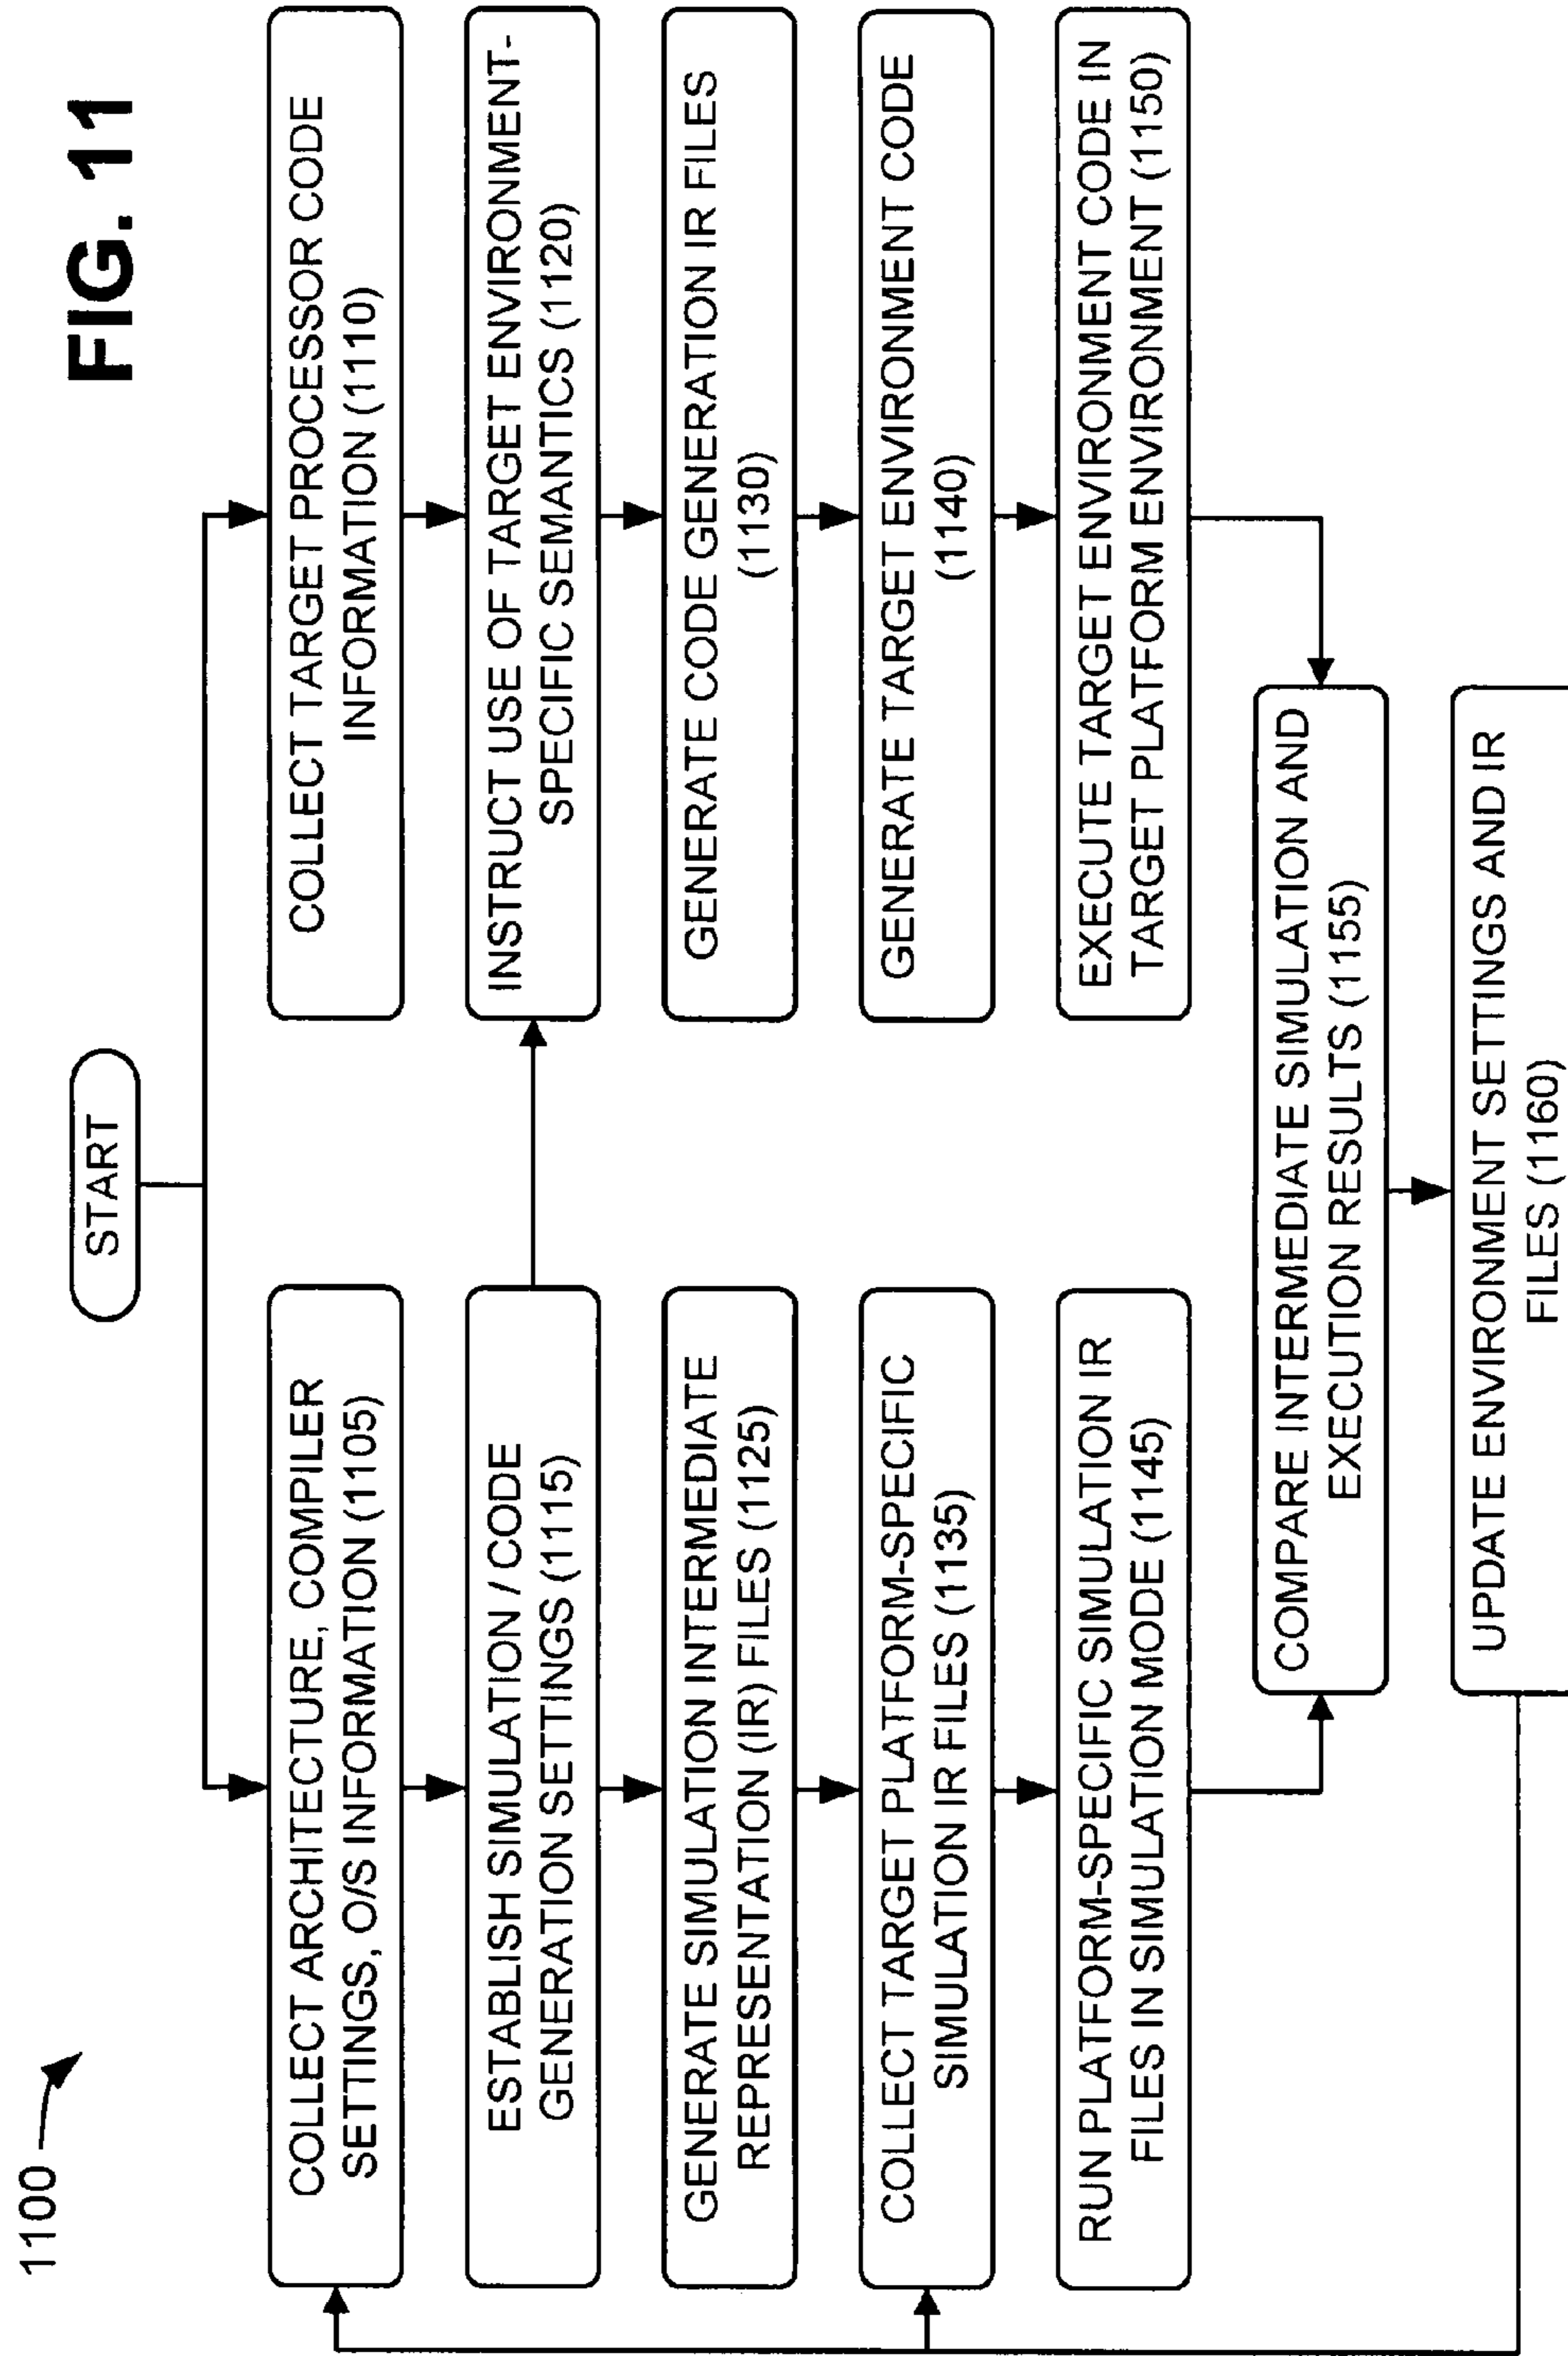 1100
FIG. 11
START
COLLECT ARCHITECTURE, COMPILER
SETTINGS, O/S INFORMATION (1105)
COLLECT TARGET PROCESSOR CODE
INFORMATION (1110)
ESTABLISH SIMULATION / CODE
GENERATION SETTINGS (1115)
INSTRUCT USE OF TARGET ENVIRONMENT-
SPECIFIC SEMANTICS (1120)
GENERATE SIMULATION INTERMEDIATE
REPRESENTATION (IR) FILES (1125)
GENERATE CODE GENERATION IR FILES
(1130)
COLLECT TARGET PLATFORM-SPECIFIC
SIMULATION IR FILES (1135)
GENERATE TARGET ENVIRONMENT CODE
(1140)
RUN PLATFORM-SPECIFIC SIMULATION IR
FILES IN SIMULATION MODE (1145)
EXECUTE TARGET ENVIRONMENT CODE IN
TARGET PLATFORM ENVIRONMENT (1150)
COMPARE INTERMEDIATE SIMULATION AND
EXECUTION RESULTS (1155)
UPDATE ENVIRONMENT SETTINGS AND IR
FILES (1160)